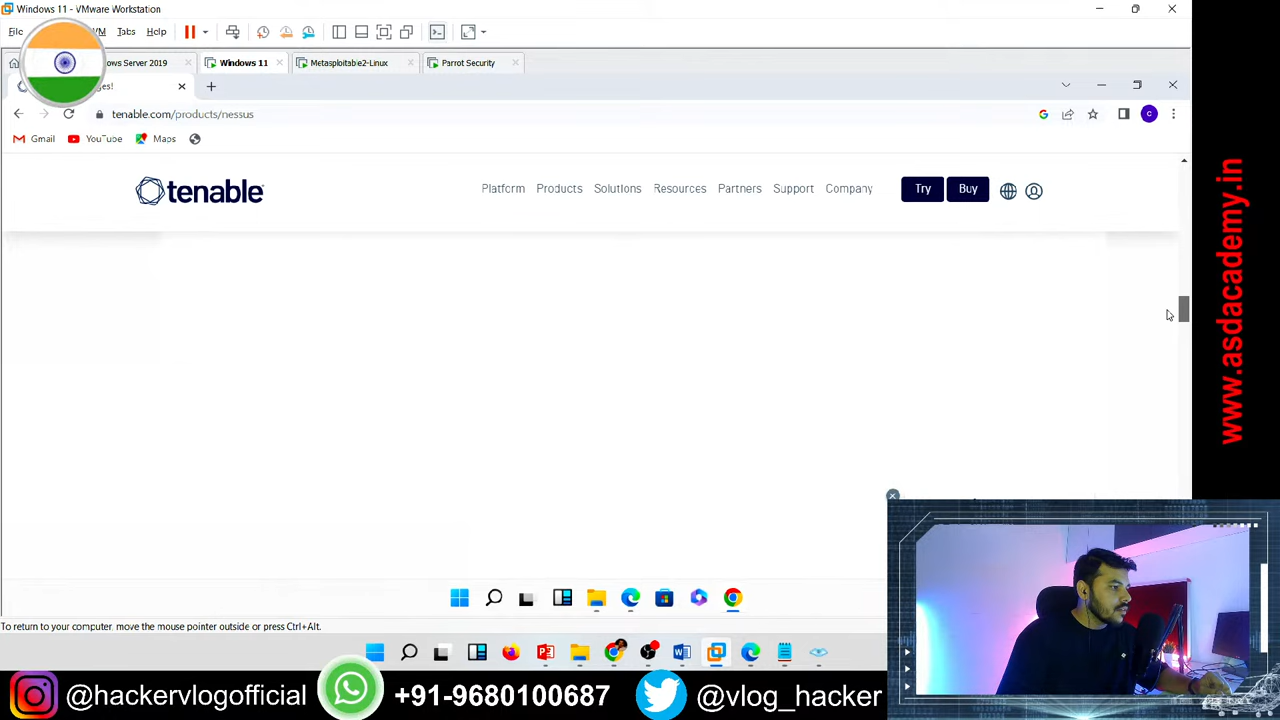 Windows 11 - VMware Workstation
VM Tabs Help
ows Server 2019 Windows 11 Metasploitable2-Linux Parrot Security
ges!
tenable.com/products/nessus
Gmail YouTube Maps
tenable
Platform Products Solutions Resources Partners Support Company Try Buy
To return to your computer, move the mouse pointer outside or press Ctrl+Alt.
@hackervlogofficial +91-9680100687 @vlog_hacker
www.asdacademy.in